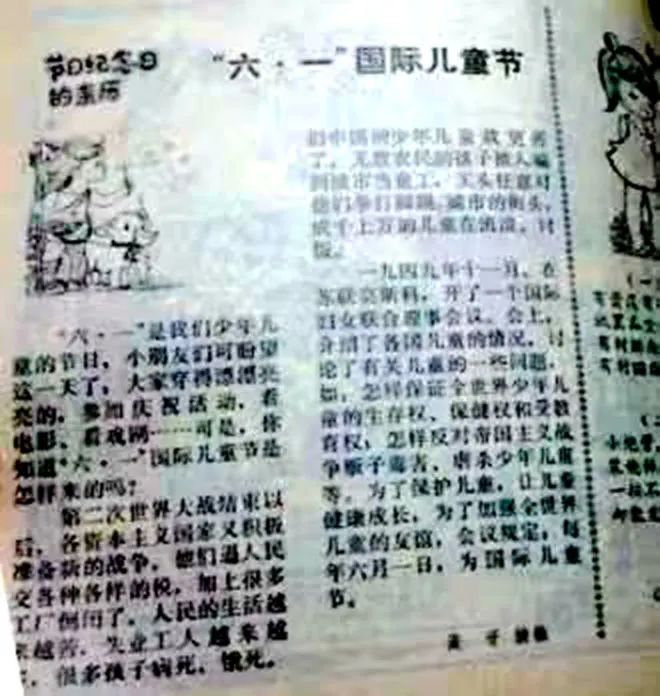 节日纪念日
的来历
“六·一”国际儿童节
“六·一”是我们少年儿
童的节日，小朋友们可盼望
这一天了，大家穿得漂漂亮
亮的，参加庆祝活动，看
电影、看戏剧……可是，你
知道“六·一”国际儿童节是
怎样来的吗？
第二次世界大战结束以
后，各资本主义国家又积极
准备新的战争，他们逼人民
交各种各样的税，加上很多
工厂倒闭了，人民的生活越
来越苦，失业工人越来越
，很多孩子病死、饿死。
少年儿童就更苦
了，无数农民的孩子被人骗
到城市当童工，工头任意对
他们拳打脚踢，城市的街头，
成千上万的儿童在流浪、讨
饭。
一九四九年十一月，在
苏联莫斯科，开了一个国际
妇女联合理事会议。会上，
介绍了各国儿童的情况，讨
论了有关儿童的一些问题，
如，怎样保证全世界少年儿
童的生存权、保健权和受教
育权；怎样反对帝国主义战
争贩子毒害、虐杀少年儿童
等。为了保护儿童，让儿童
健康成长，为了加强全世界
儿童的友谊，会议规定：每
年六月一日，为国际儿童
节。